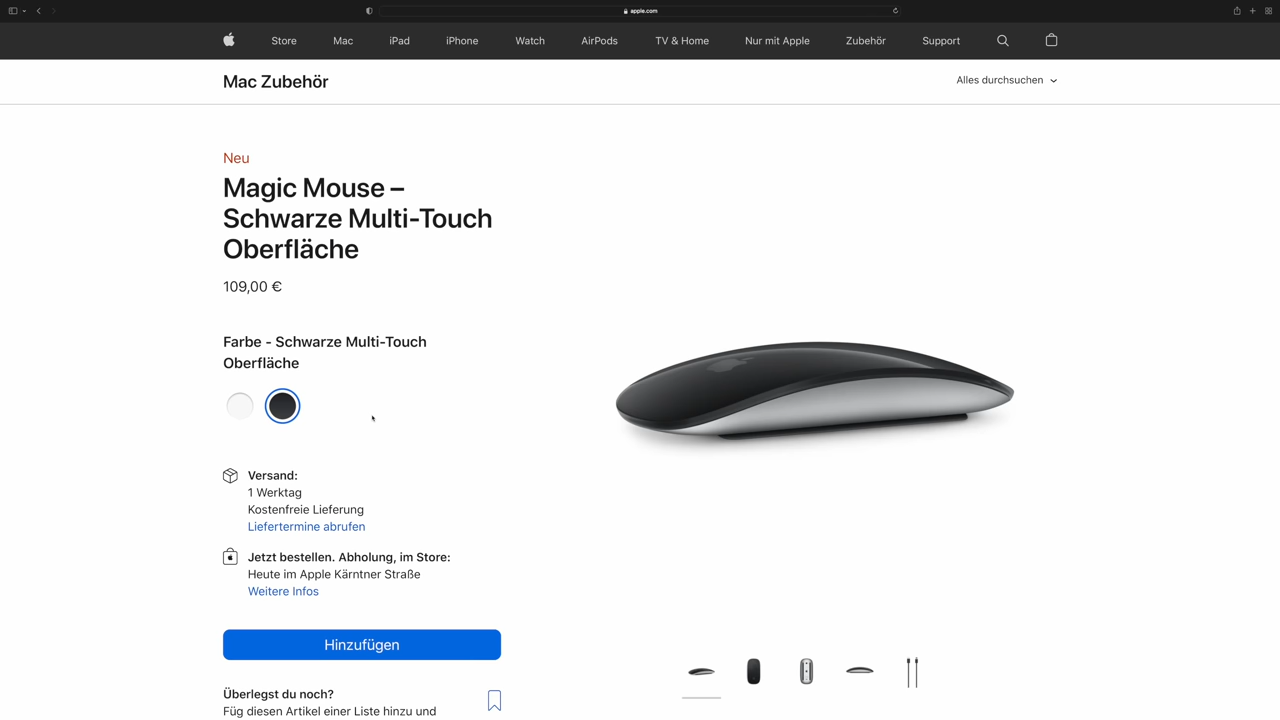 apple.com
Store
Mac
iPad
iPhone
Watch
AirPods
TV & Home
Nur mit Apple
Zubehör
Support
Mac Zubehör
Alles durchsuchen
Neu
Magic Mouse –
Schwarze Multi-Touch
Oberfläche
109,00 €
Farbe - Schwarze Multi-Touch
Oberfläche
Versand:
1 Werktag
Kostenfreie Lieferung
Liefertermine abrufen
Jetzt bestellen. Abholung, im Store:
Heute im Apple Kärntner Straße
Weitere Infos
Hinzufügen
Überlegst du noch?
Füg diesen Artikel einer Liste hinzu und